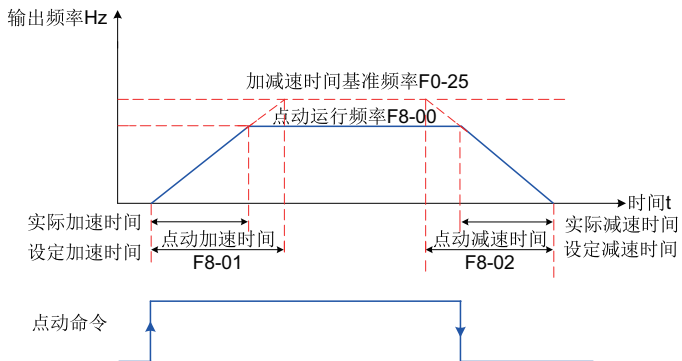 输出频率Hz
加减速时间基准频率F0-25
点动运行频率F8-00
时间t
实际加速时间
实际减速时间
点动加速时间
点动减速时间
设定加速时间
设定减速时间
F8-01
F8-02
点动命令